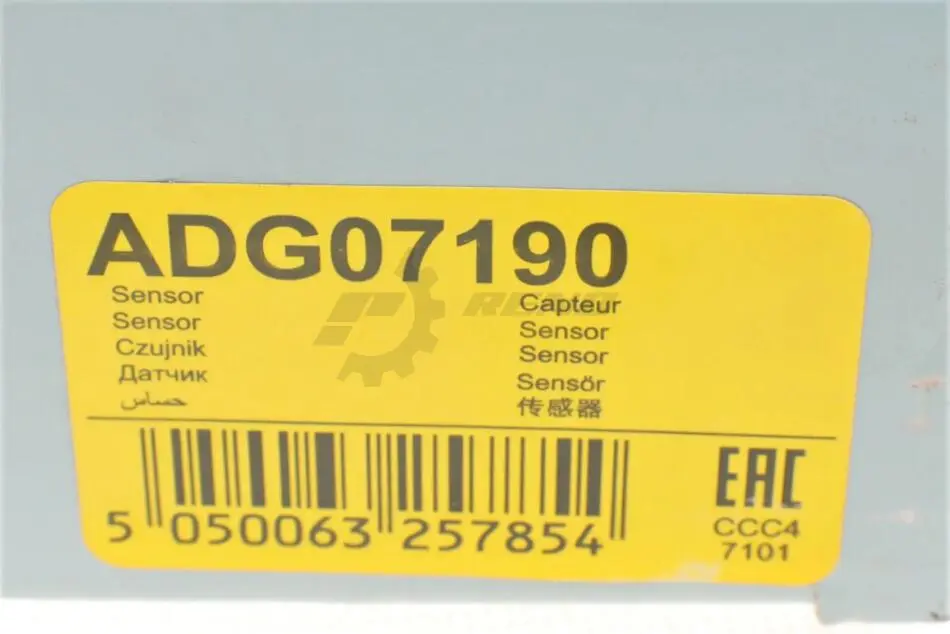 ADG07190
Sensor
Sensor
Czujnik
Датчик
حساس
Capteur
Sensor
Sensor
Sensör
传感器
5 050063 257854
EAC
CCC4
7101